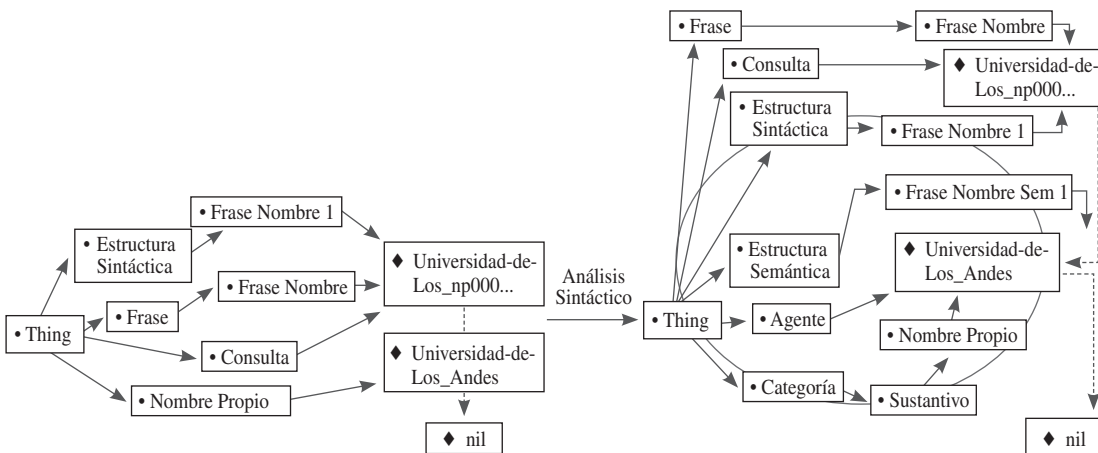 • Frase Nombre 1
• Estructura
Sintáctica
• Frase Nombre
• Frase
• Thing
• Consulta
• Nombre Propio
♦ Universidad-de-
Los_np000...
♦ Universidad-de-
Los_Andes
♦ nil
Análisis
Sintáctico
• Frase
• Frase Nombre
• Consulta
♦ Universidad-de-
Los_np000...
• Estructura
Sintáctica
• Frase Nombre 1
• Frase Nombre Sem 1
• Estructura
Semántica
♦ Universidad-de-
Los_Andes
• Thing
• Agente
• Nombre Propio
• Categoría
• Sustantivo
♦ nil